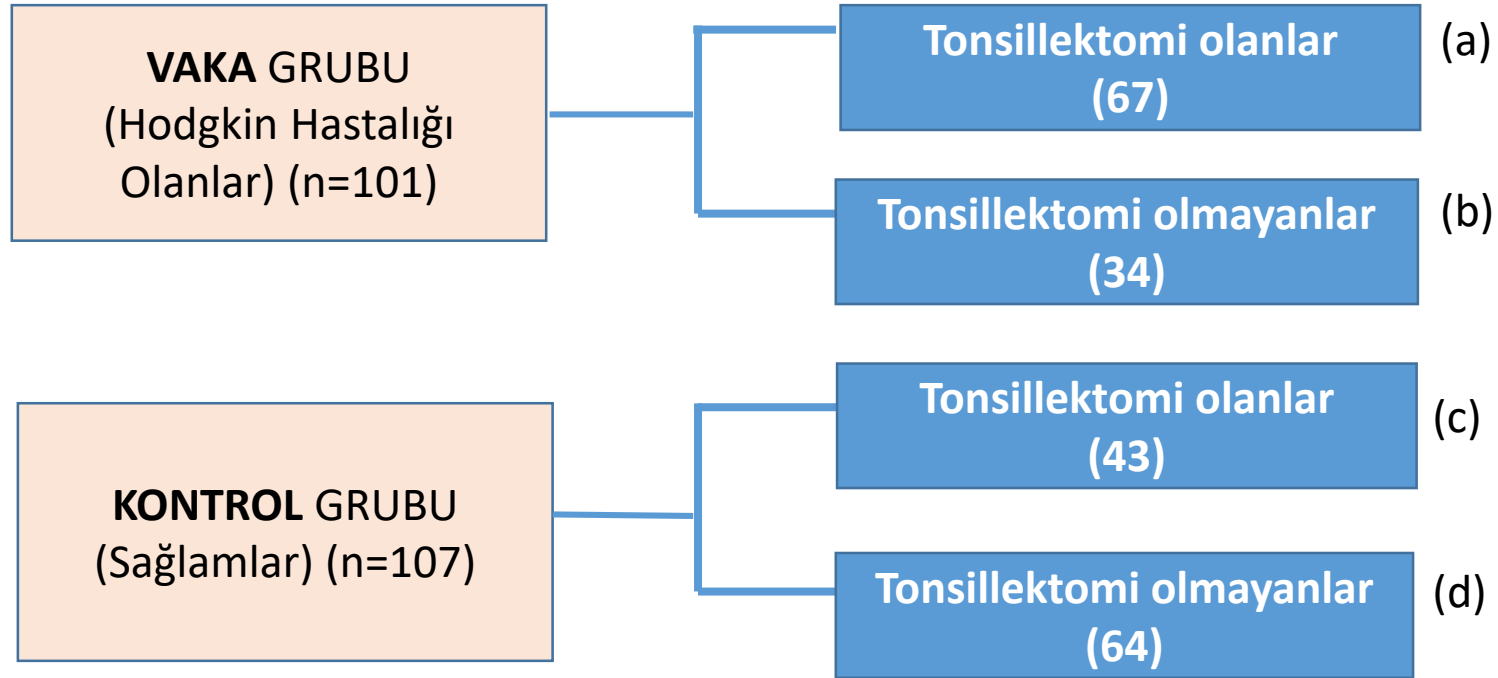 VAKA GRUBU
(Hodgkin Hastalığı
Olanlar) (n=101)
Tonsillektomi olanlar
(67)
(a)
Tonsillektomi olmayanlar
(34)
(b)
KONTROL GRUBU
(Sağlamlar) (n=107)
Tonsillektomi olanlar
(43)
(c)
Tonsillektomi olmayanlar
(64)
(d)